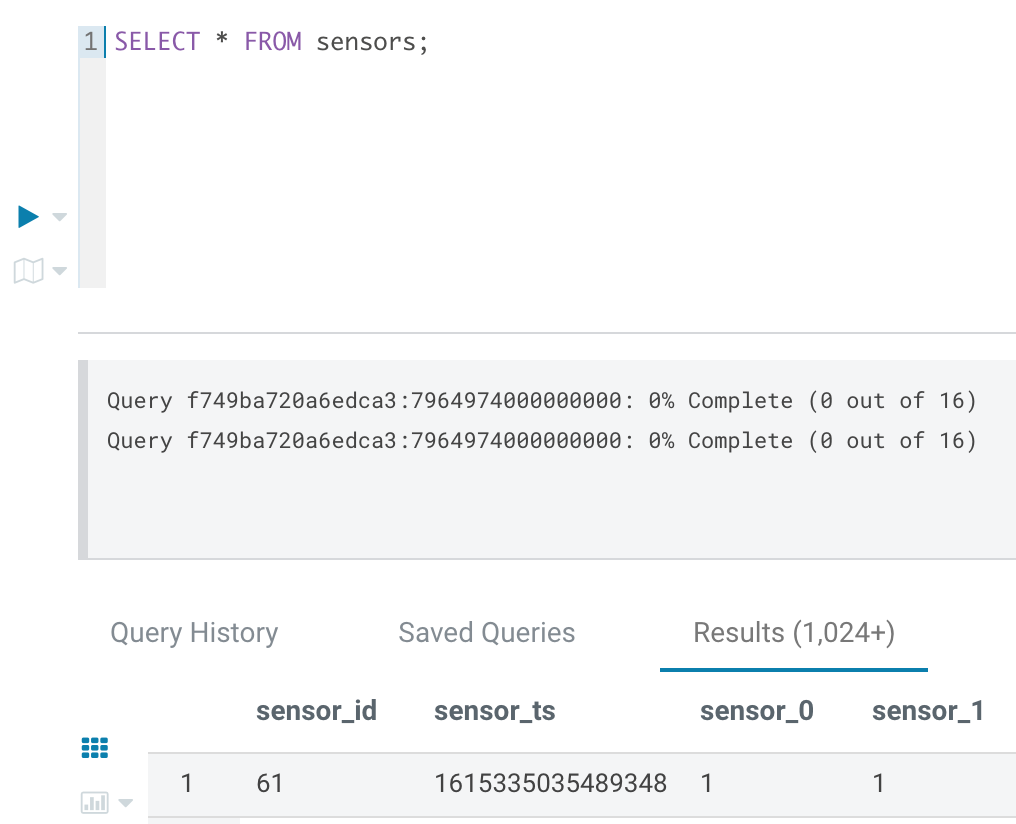 1 SELECT * FROM sensors;
Query f749ba720a6edca3:7964974000000000: 0% Complete (0 out of 16)
Query f749ba720a6edca3:7964974000000000: 0% Complete (0 out of 16)
Query History Saved Queries Results (1,024+)
sensor_id sensor_ts sensor_0 sensor_1
1 61 1615335035489348 1 1